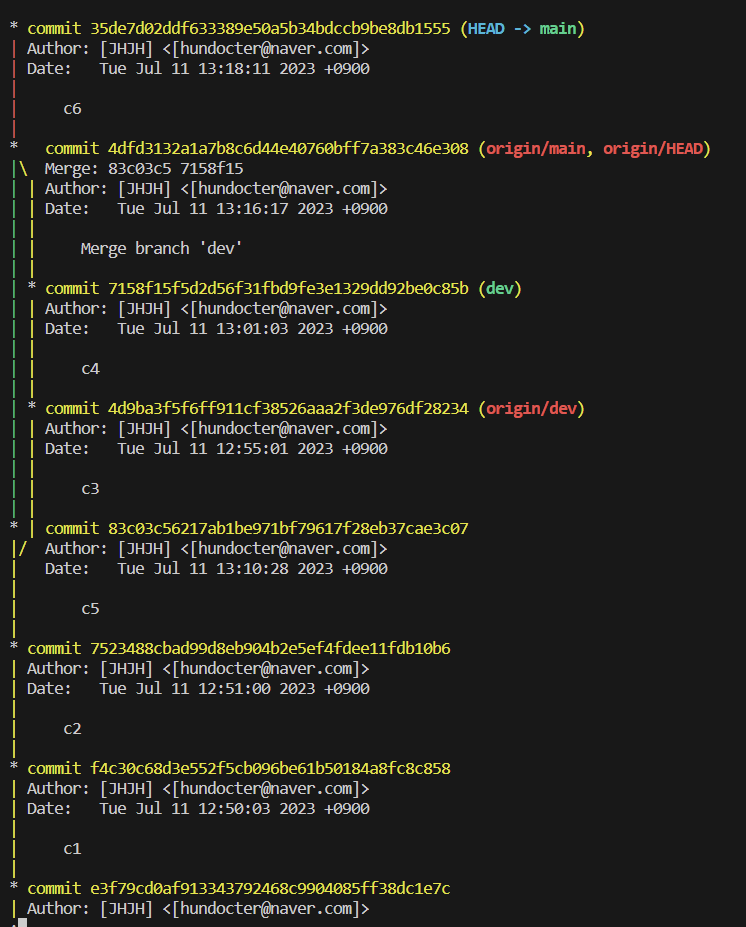 * commit 35de7d02ddf633389e50a5b34bdccb9be8db1555 (HEAD -> main)
| Author: [JHJH] <[hundocter@naver.com]>
| Date:   Tue Jul 11 13:18:11 2023 +0900
|
|     c6
|
*   commit 4dfd3132a1a7b8c6d44e40760bff7a383c46e308 (origin/main, origin/HEAD)
|\  Merge: 83c03c5 7158f15
| | Author: [JHJH] <[hundocter@naver.com]>
| | Date:   Tue Jul 11 13:16:17 2023 +0900
| |
| |     Merge branch 'dev'
| |
| * commit 7158f15f5d2d56f31fbd9fe3e1329dd92be0c85b (dev)
| | Author: [JHJH] <[hundocter@naver.com]>
| | Date:   Tue Jul 11 13:01:03 2023 +0900
| |
| |     c4
| |
| * commit 4d9ba3f5f6ff911cf38526aaa2f3de976df28234 (origin/dev)
| | Author: [JHJH] <[hundocter@naver.com]>
| | Date:   Tue Jul 11 12:55:01 2023 +0900
| |
| |     c3
| |
* | commit 83c03c56217ab1be971bf79617f28eb37cae3c07
|/  Author: [JHJH] <[hundocter@naver.com]>
|   Date:   Tue Jul 11 13:10:28 2023 +0900
|
|       c5
|
* commit 7523488cbad99d8eb904b2e5ef4fdee11fdb10b6
| Author: [JHJH] <[hundocter@naver.com]>
| Date:   Tue Jul 11 12:51:00 2023 +0900
|
|     c2
|
* commit f4c30c68d3e552f5cb096be61b50184a8fc8c858
| Author: [JHJH] <[hundocter@naver.com]>
| Date:   Tue Jul 11 12:50:03 2023 +0900
|
|     c1
|
* commit e3f79cd0af913343792468c9904085ff38dc1e7c
| Author: [JHJH] <[hundocter@naver.com]>
: